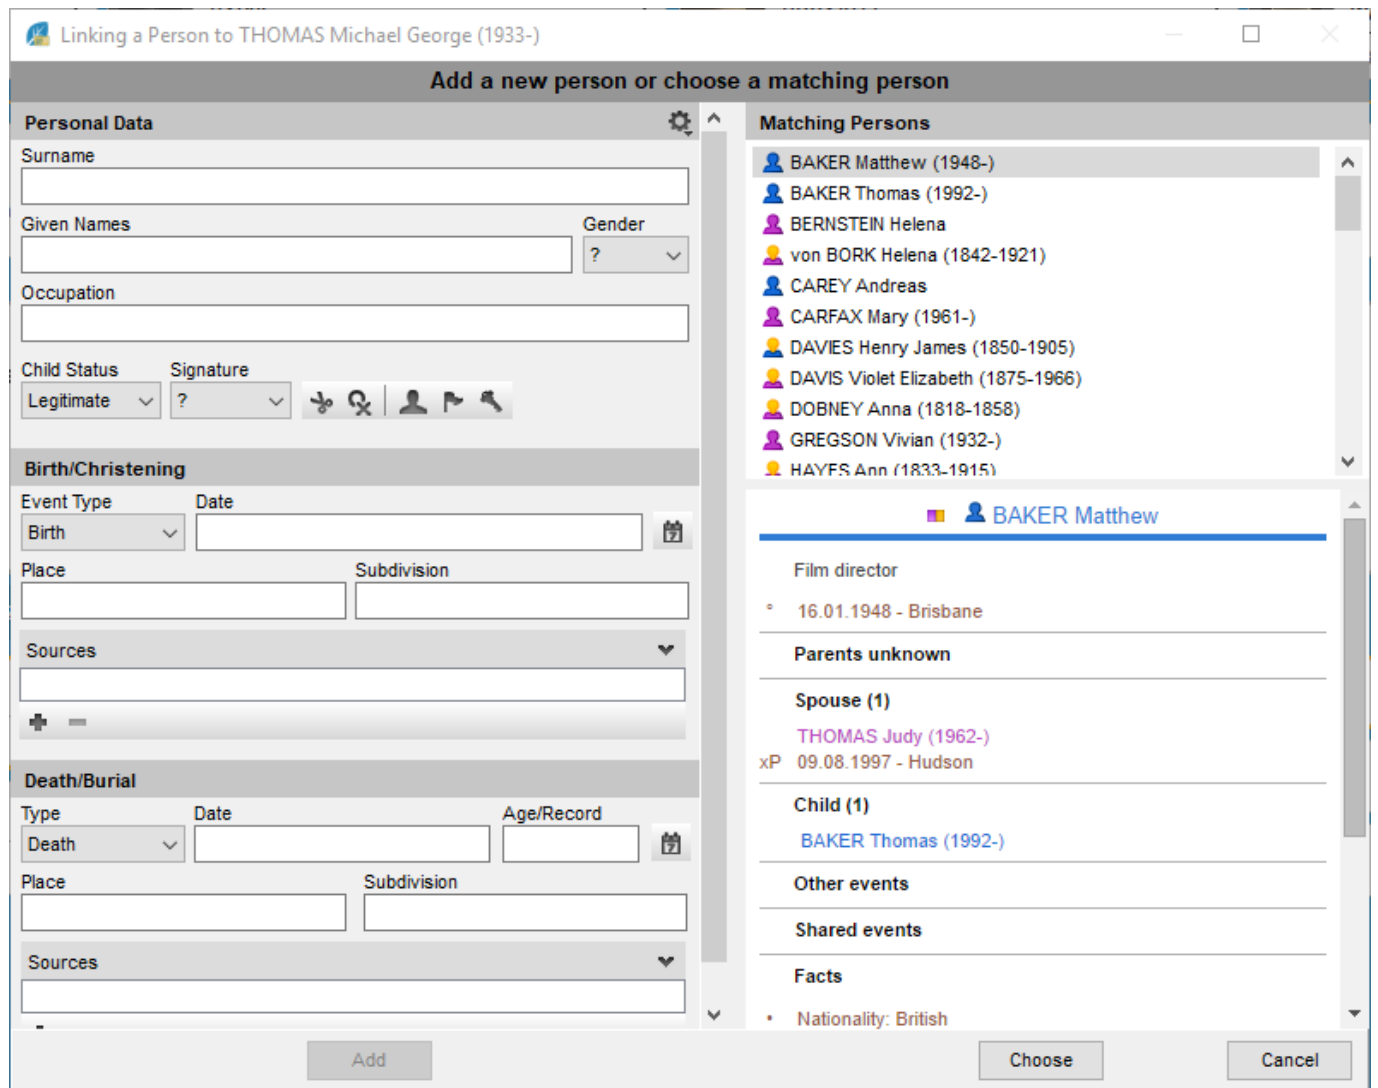 Linking a Person to THOMAS Michael George (1933-)
Add a new person or choose a matching person
Personal Data
Surname
Given Names
Gender
?
Occupation
Child Status
Signature
Legitimate
?
Birth/Christening
Event Type
Date
Birth
7
Place
Subdivision
Sources
Death/Burial
Type
Date
Age/Record
Death
7
Place
Subdivision
Sources
Add
Matching Persons
BAKER Matthew (1948-)
BAKER Thomas (1992-)
BERNSTEIN Helena
von BORK Helena (1842-1921)
CAREY Andreas
CARFAX Mary (1961-)
DAVIES Henry James (1850-1905)
DAVIS Violet Elizabeth (1875-1966)
DOBNEY Anna (1818-1858)
GREGSON Vivian (1932-)
HAYES Ann (1833-1915)
BAKER Matthew
Film director
° 16.01.1948 - Brisbane
Parents unknown
Spouse (1)
THOMAS Judy (1962-)
xP 09.08.1997 - Hudson
Child (1)
BAKER Thomas (1992-)
Other events
Shared events
Facts
• Nationality: British
Choose
Cancel